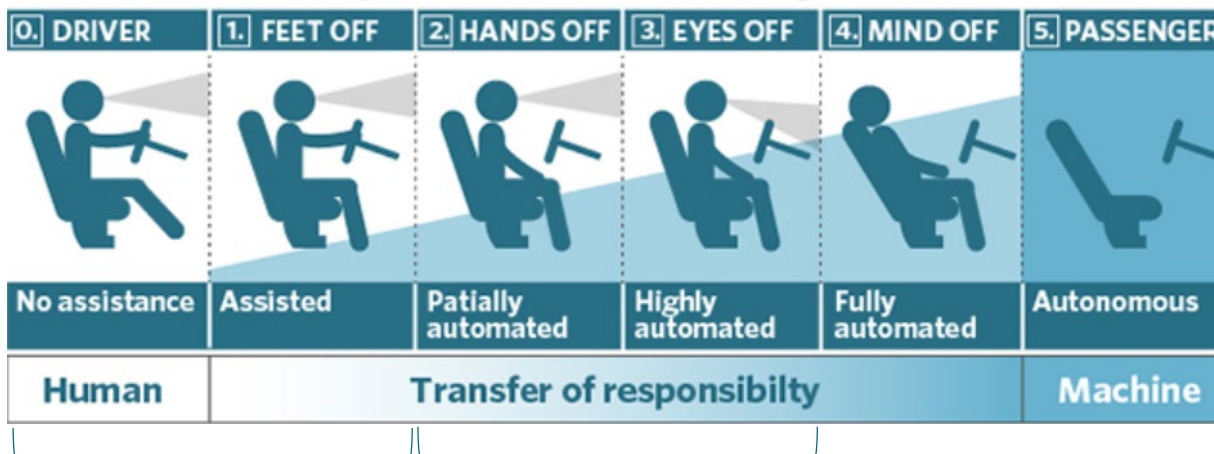 0. DRIVER
1. FEET OFF
2. HANDS OFF
3. EYES OFF
4. MIND OFF
5. PASSENGER
No assistance
Assisted
Patially
automated
Highly
automated
Fully
automated
Autonomous
Human
Transfer of responsibilty
Machine